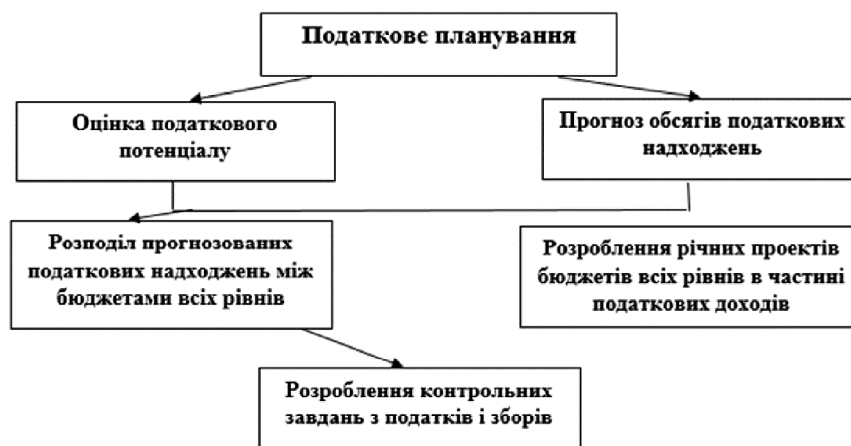 Податкове планування
Оцінка податкового
потенціалу
Прогноз обсягів податкових
надходжень
Розподіл прогнозованих
податкових надходжень між
бюджетами всіх рівнів
Розроблення річних проектів
бюджетів всіх рівнів в частині
податкових доходів
Розроблення контрольних
завдань з податків і зборів